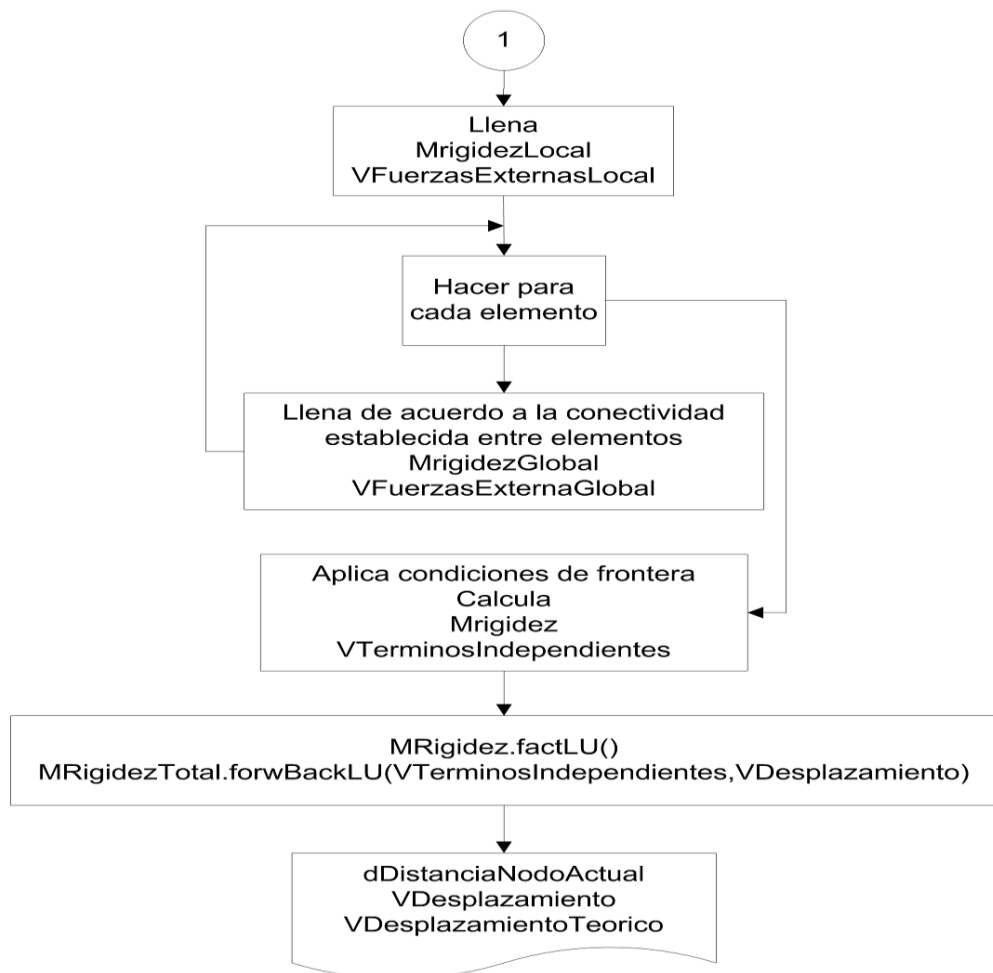 1
Llena
MrigidezLocal
VFuerzasExternasLocal
Hacer para
cada elemento
Llena de acuerdo a la conectividad
establecida entre elementos
MrigidezGlobal
VFuerzasExternaGlobal
Aplica condiciones de frontera
Calcula
Mrigidez
VTerminosIndependientes
MRigidez.factLU()
MRigidezTotal.forwBackLU(VTerminosIndependientes,VDesplazamiento)
dDistanciaNodoActual
VDesplazamiento
VDesplazamientoTeorico